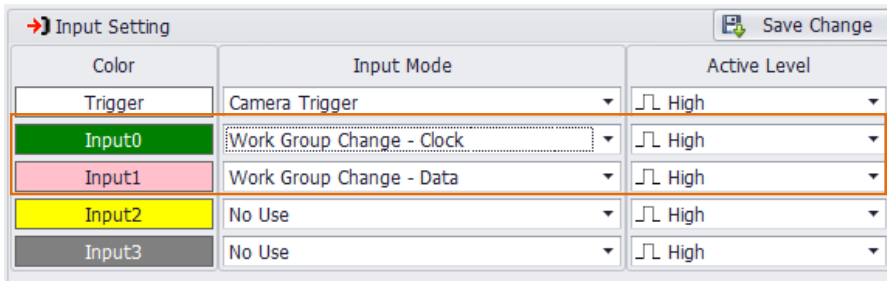 Input Setting
Save Change
Color Input Mode Active Level
Trigger Camera Trigger High
Input0 Work Group Change - Clock High
Input1 Work Group Change - Data High
Input2 No Use High
Input3 No Use High